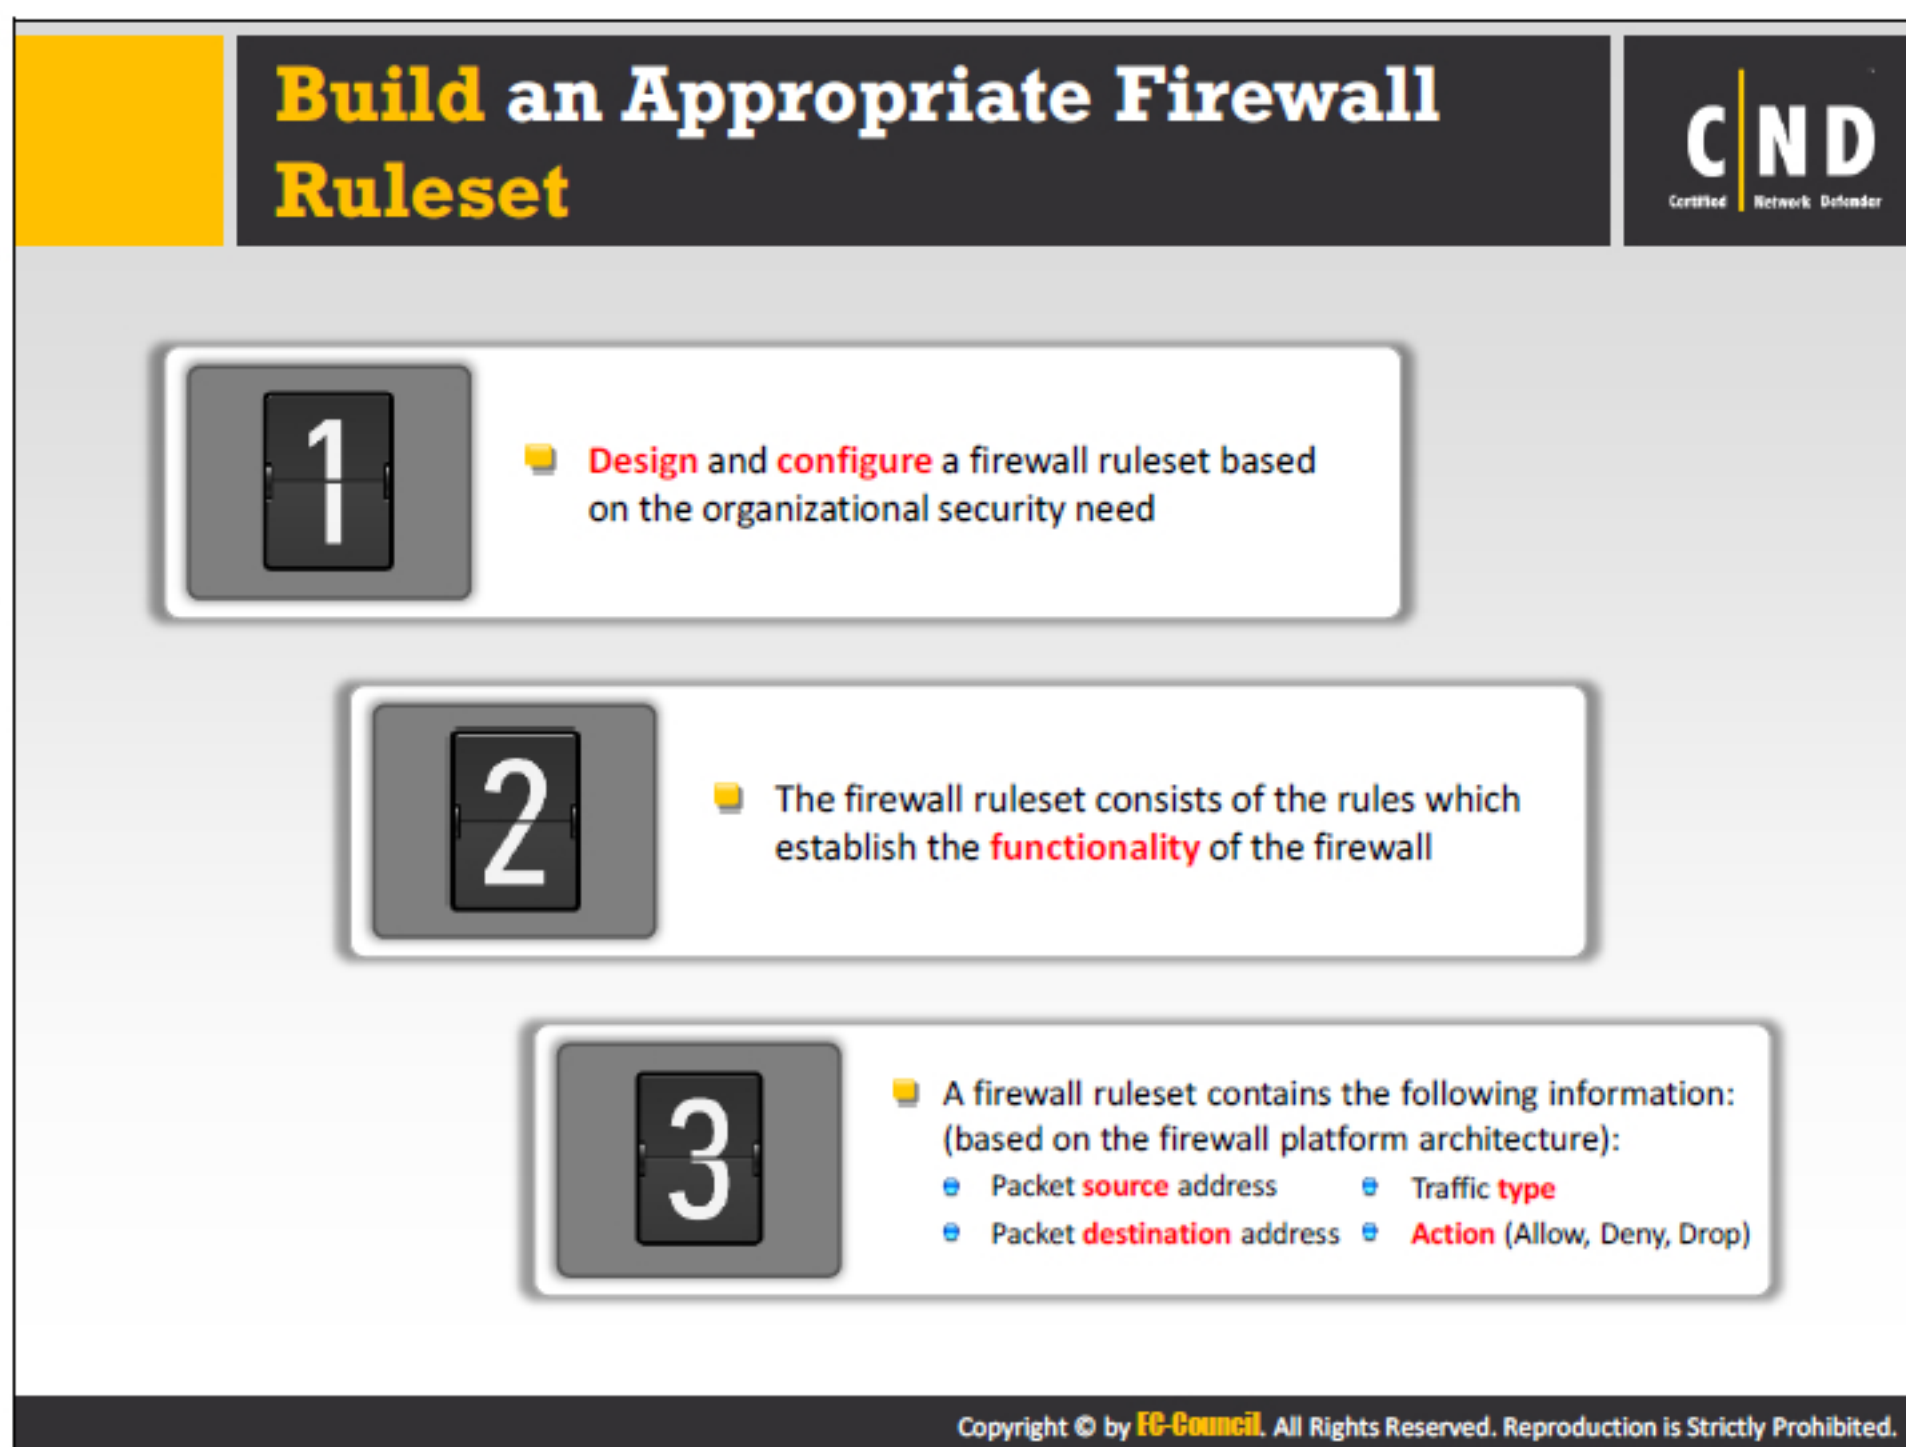 Build an Appropriate Firewall
Ruleset
C|ND
Certified Network Defender
1
Design and configure a firewall ruleset based
on the organizational security need
2
The firewall ruleset consists of the rules which
establish the functionality of the firewall
3
A firewall ruleset contains the following information:
(based on the firewall platform architecture):
Packet source address
Traffic type
Packet destination address
Action (Allow, Deny, Drop)
Copyright © by EC-Council. All Rights Reserved. Reproduction is Strictly Prohibited.